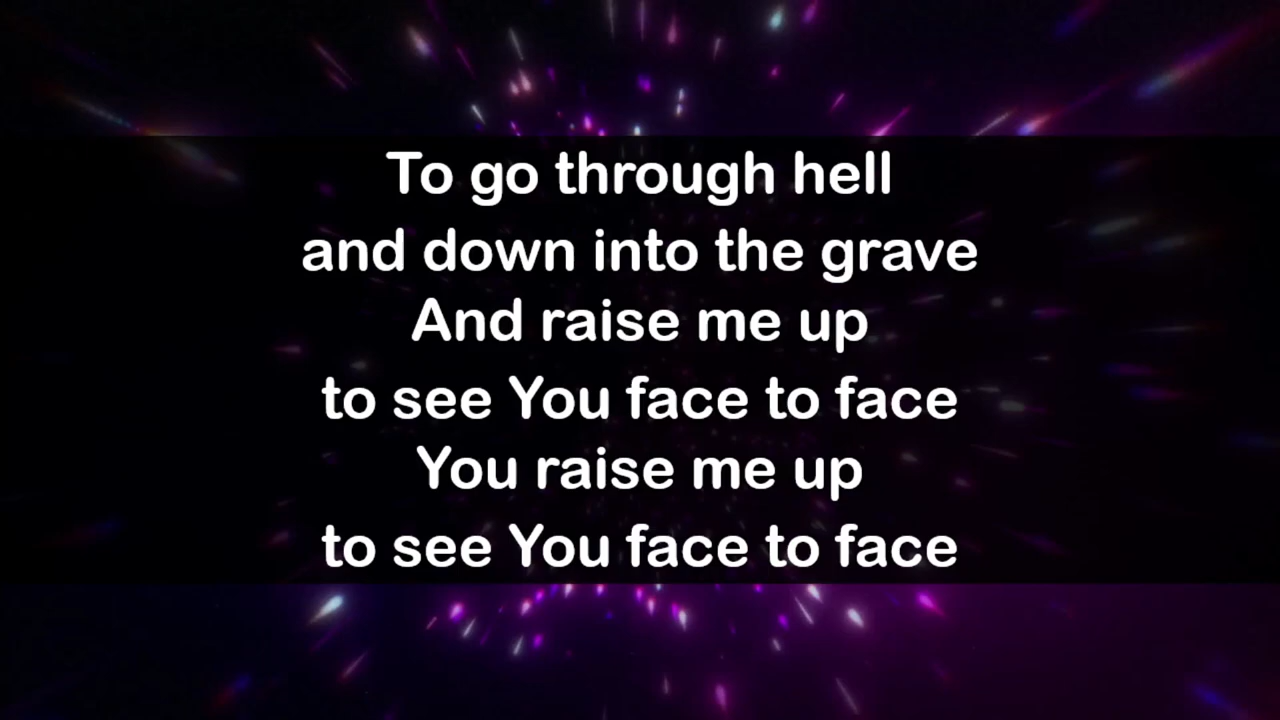 To go through hell
and down into the grave
And raise me up
to see You face to face
You raise me up
to see You face to face